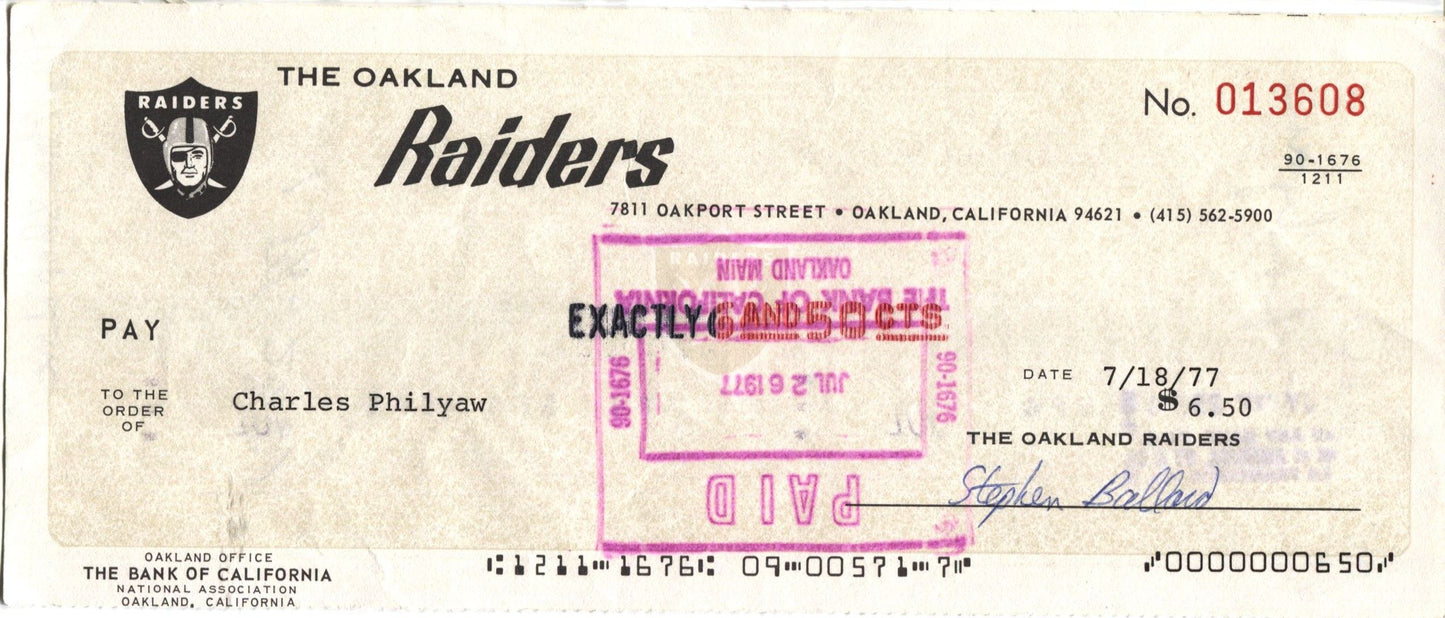 RAIDERS
THE OAKLAND
Raiders
No. 013608
90-1676
1211
7811 OAKPORT STREET • OAKLAND, CALIFORNIA 94621 • (415) 562-5900
OAKLAND MAIN
THE BANK OF CALIFORNIA
PAY
EXACTLY 6 AND 50 CTS
90-1676
JUL 26 1977
90-1676
DATE 7/18/77
$ 6.50
TO THE
ORDER
OF
Charles Philyaw
THE OAKLAND RAIDERS
PAID
Stephen Ballard
OAKLAND OFFICE
THE BANK OF CALIFORNIA
NATIONAL ASSOCIATION
OAKLAND, CALIFORNIA
⑆1211⑉1676⑆ 09⑉00571⑉7⑈ ⑈0000000650⑈